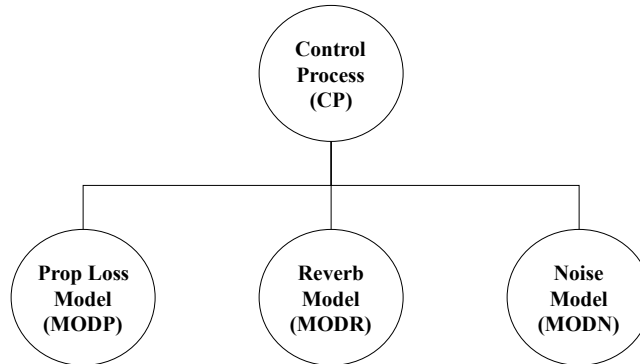 Control
Process
(CP)
Prop Loss
Model
(MODP)
Reverb
Model
(MODR)
Noise
Model
(MODN)